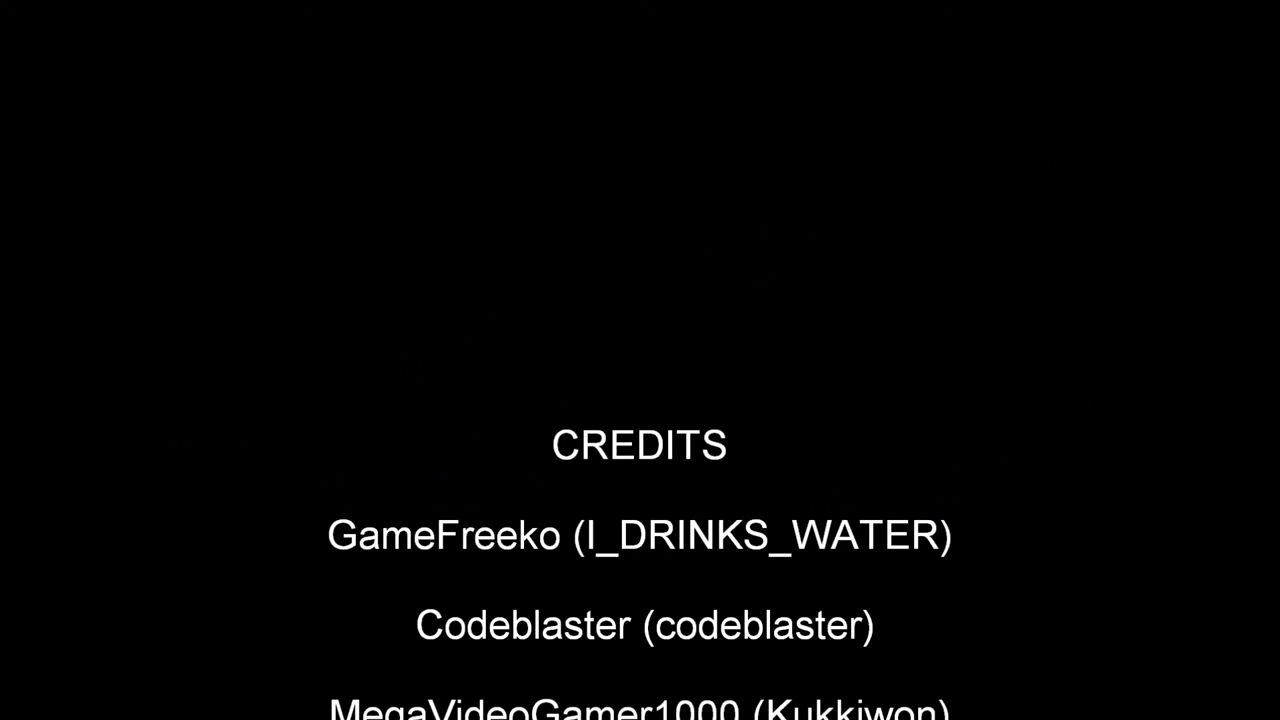 CREDITS
GameFreeko (I_DRINKS_WATER)
Codeblaster (codeblaster)
MegaVideoGamer1000 (Kukkiwon)